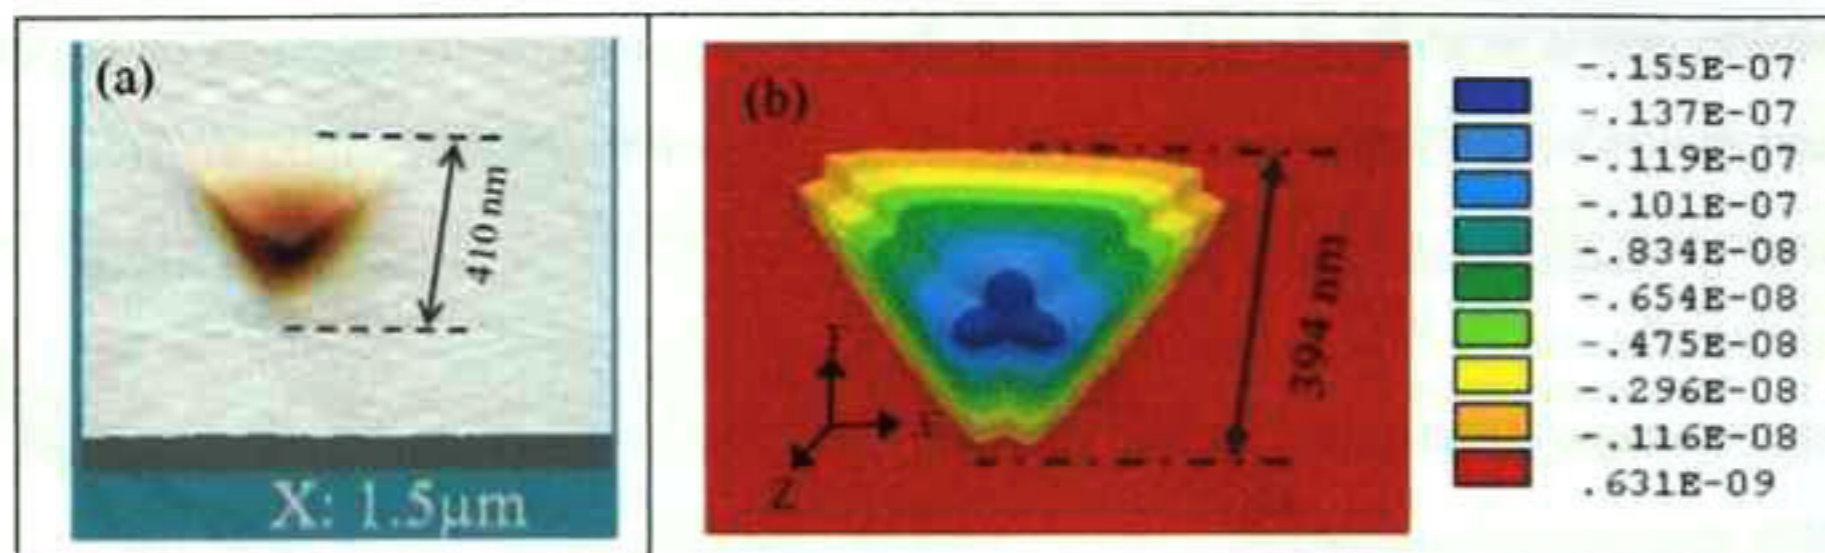 (a)
410 nm
X: 1.5µm
(b)
394 nm
Z
-.155E-07
-.137E-07
-.119E-07
-.101E-07
-.834E-08
-.654E-08
-.475E-08
-.296E-08
-.116E-08
.631E-09